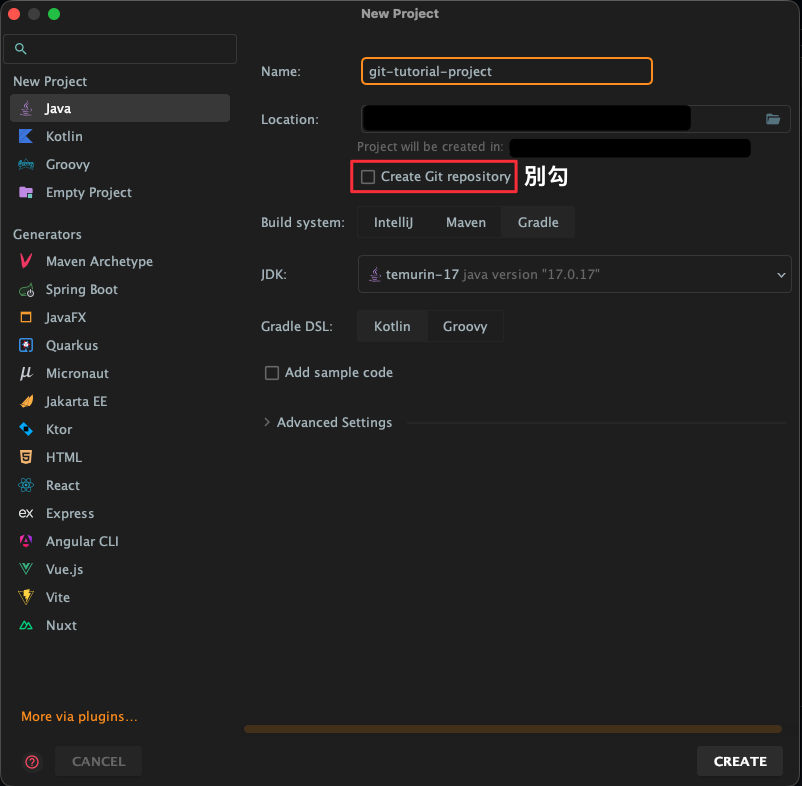 New Project
New Project
Java
Kotlin
Groovy
Empty Project
Generators
Maven Archetype
Spring Boot
JavaFX
Quarkus
Micronaut
Jakarta EE
Ktor
HTML
React
ex Express
Angular CLI
Vue.js
Vite
Nuxt
More via plugins...
Name: git-tutorial-project
Location:
Project will be created in:
Create Git repository 別勾
Build system: IntelliJ Maven Gradle
JDK: temurin-17 java version "17.0.17"
Gradle DSL: Kotlin Groovy
Add sample code
Advanced Settings
? CANCEL CREATE